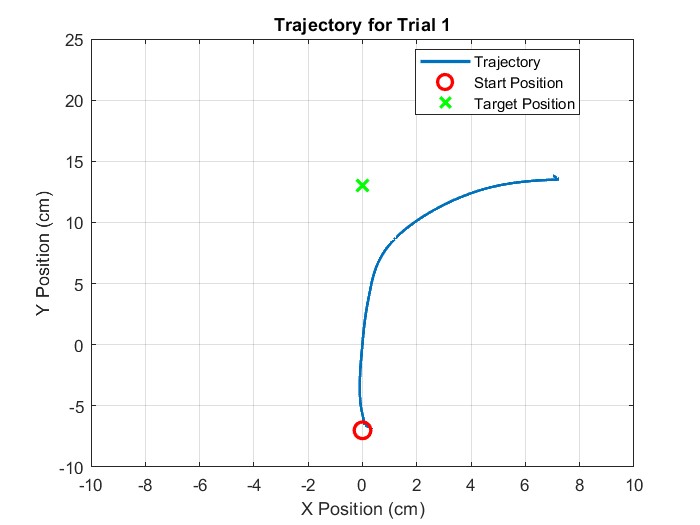 Trajectory for Trial 1
25
20
15
10
5
0
-5
-10
Y Position (cm)
Trajectory
Start Position
Target Position
-10 -8 -6 -4 -2 0 2 4 6 8 10
X Position (cm)